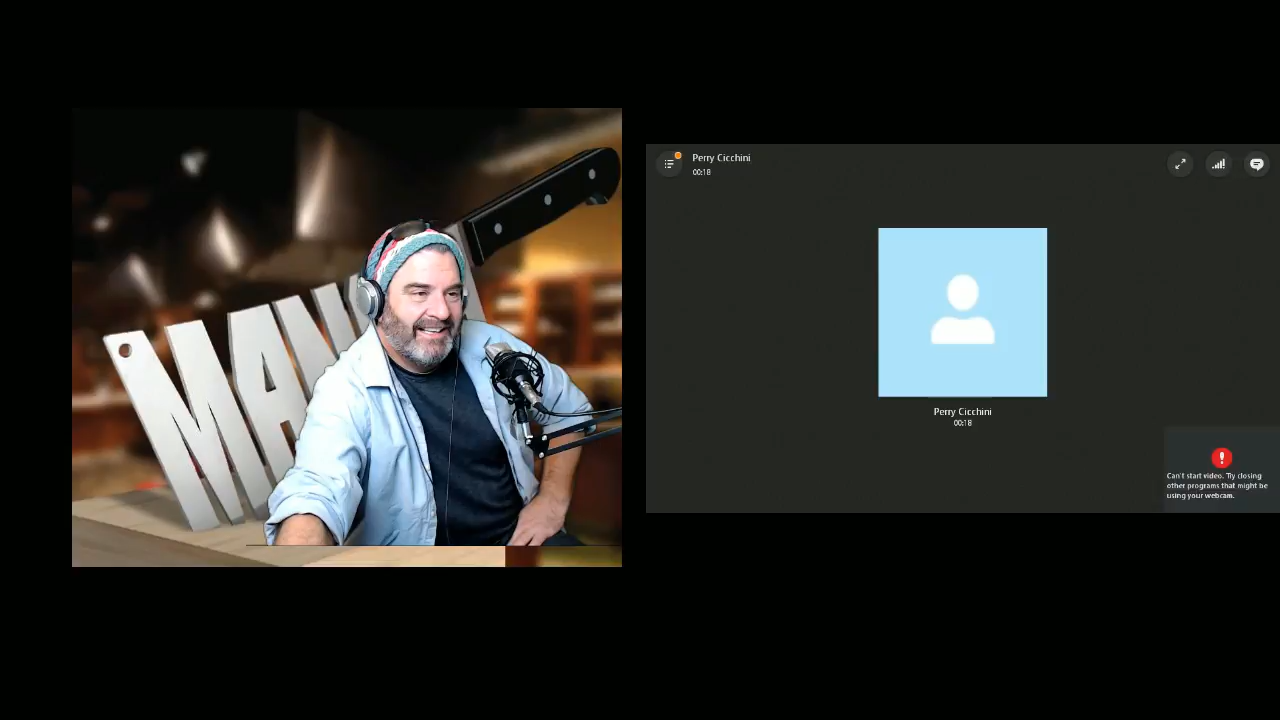 MAN
Perry Cicchini
00:18
Perry Cicchini
00:18
Can't start video. Try closing
other programs that might be
using your webcam.